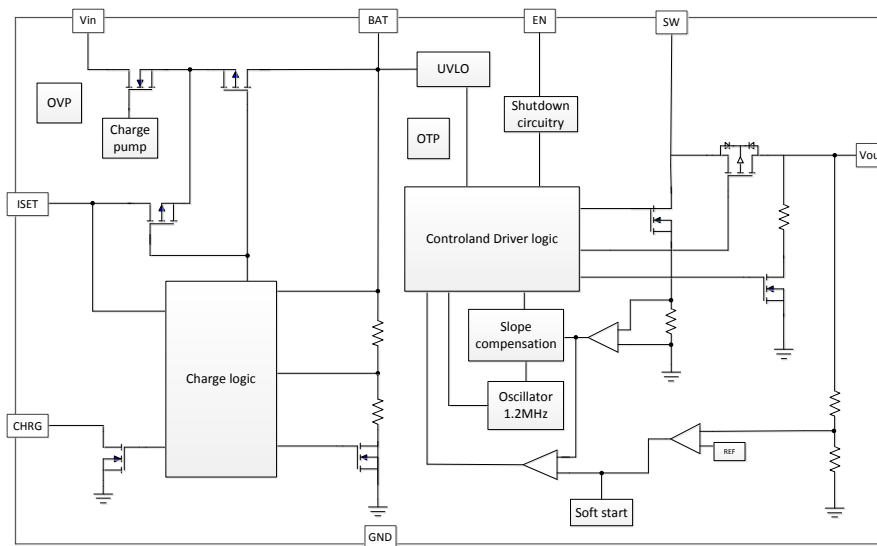 Vin
BAT
EN
SW
UVLO
OVP
Charge
pump
Shutdown
circuitry
OTP
Vou
ISET
Controland Driver logic
Slope
compensation
Charge logic
Oscillator
1.2MHz
CHRG
REF
Soft start
GND